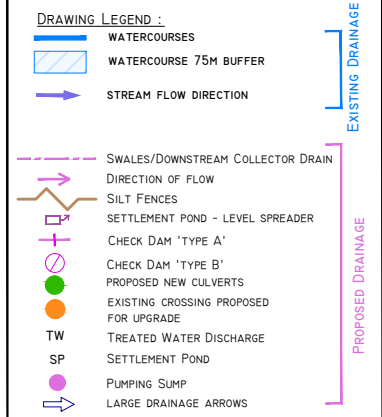 DRAWING LEGEND :
WATERCOURSES
WATERCOURSE 75M BUFFER
STREAM FLOW DIRECTION
EXISTING DRAINAGE
SWALES/DOWNSTREAM COLLECTOR DRAIN
DIRECTION OF FLOW
SILT FENCES
SETTLEMENT POND - LEVEL SPREADER
CHECK DAM 'TYPE A'
CHECK DAM 'TYPE B'
PROPOSED NEW CULVERTS
EXISTING CROSSING PROPOSED
FOR UPGRADE
TW TREATED WATER DISCHARGE
SP SETTLEMENT POND
PUMPING SUMP
LARGE DRAINAGE ARROWS
PROPOSED DRAINAGE